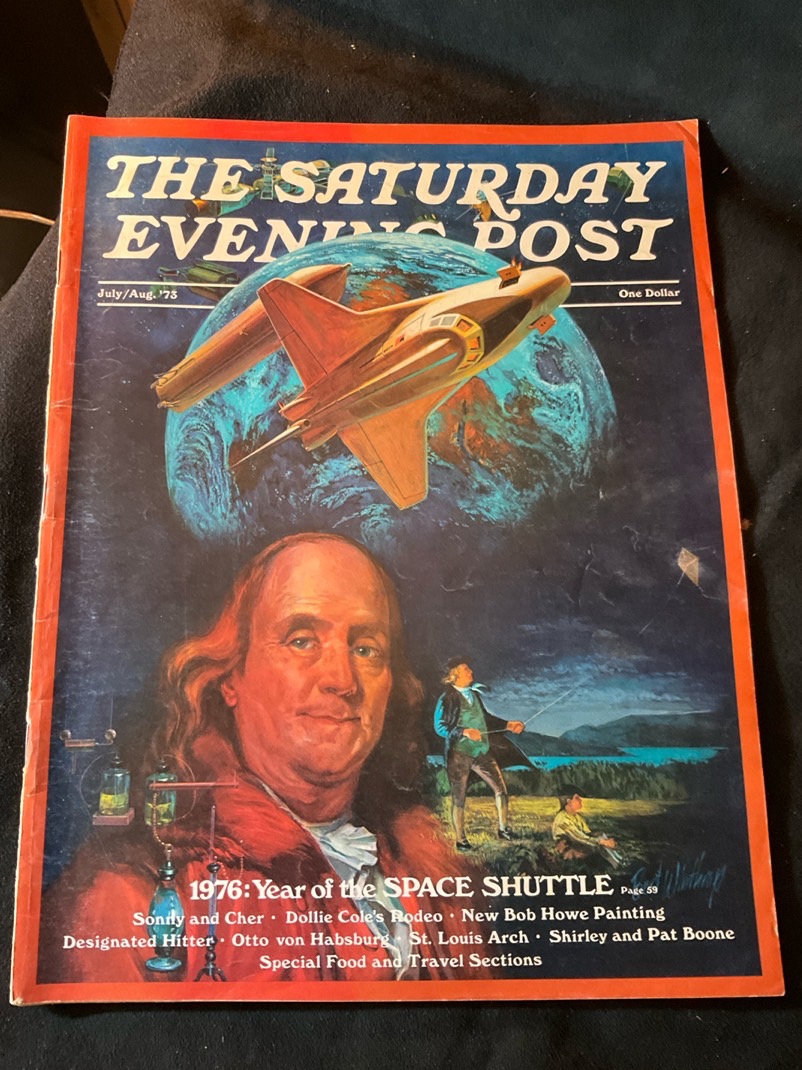 THE SATURDAY
EVENING POST
July/Aug. '73
One Dollar
1976: Year of the SPACE SHUTTLE Page 59
Sonny and Cher · Dollie Cole's Rodeo · New Bob Howe Painting
Designated Hitter · Otto von Habsburg · St. Louis Arch · Shirley and Pat Boone
Special Food and Travel Sections